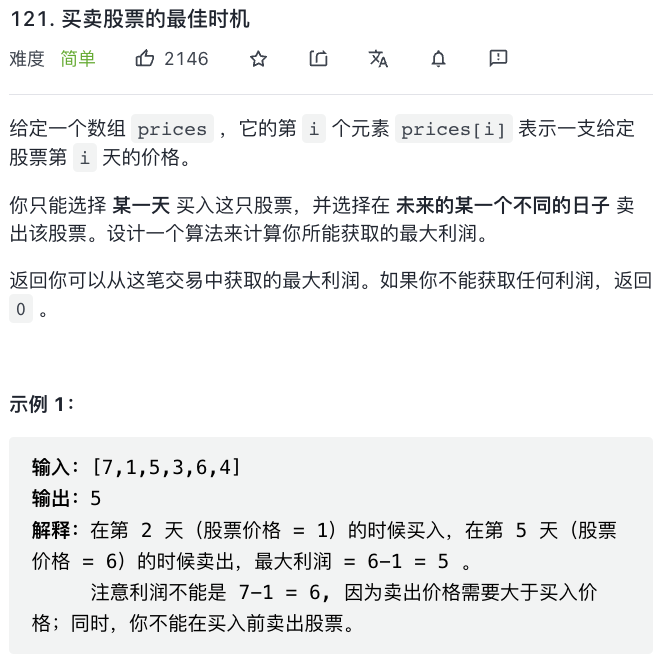 121. 买卖股票的最佳时机
难度 简单 2146
给定一个数组 prices ，它的第 i 个元素 prices[i] 表示一支给定
股票第 i 天的价格。
你只能选择 某一天 买入这只股票，并选择在 未来的某一个不同的日子 卖
出该股票。设计一个算法来计算你所能获取的最大利润。
返回你可以从这笔交易中获取的最大利润。如果你不能获取任何利润，返回
0 。
示例 1：
输入：[7,1,5,3,6,4]
输出：5
解释：在第 2 天（股票价格 = 1）的时候买入，在第 5 天（股票
价格 = 6）的时候卖出，最大利润 = 6-1 = 5 。
注意利润不能是 7-1 = 6, 因为卖出价格需要大于买入价
格；同时，你不能在买入前卖出股票。